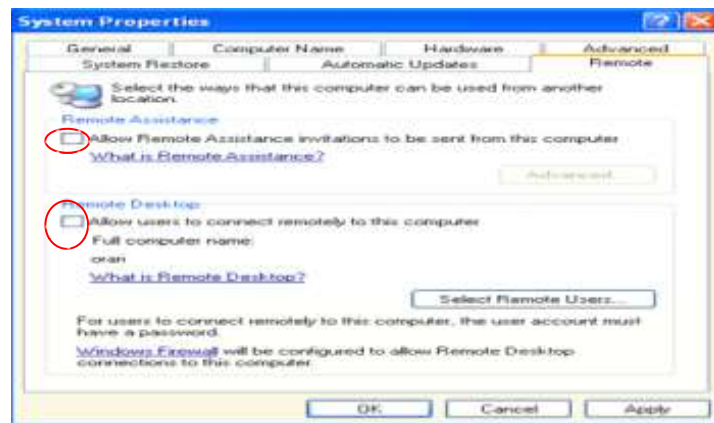 System Properties
General
Computer Name
Hardware
Advanced
System Restore
Automatic Updates
Remote
Select the ways that this computer can be used from another
location.
Remote Assistance
Allow Remote Assistance invitations to be sent from this computer
What is Remote Assistance?
Advanced...
Remote Desktop
Allow users to connect remotely to this computer
Full computer name:
oran
What is Remote Desktop?
Select Remote Users...
For users to connect remotely to this computer, the user account must
have a password.
Windows Firewall will be configured to allow Remote Desktop
connections to this computer.
OK
Cancel
Apply